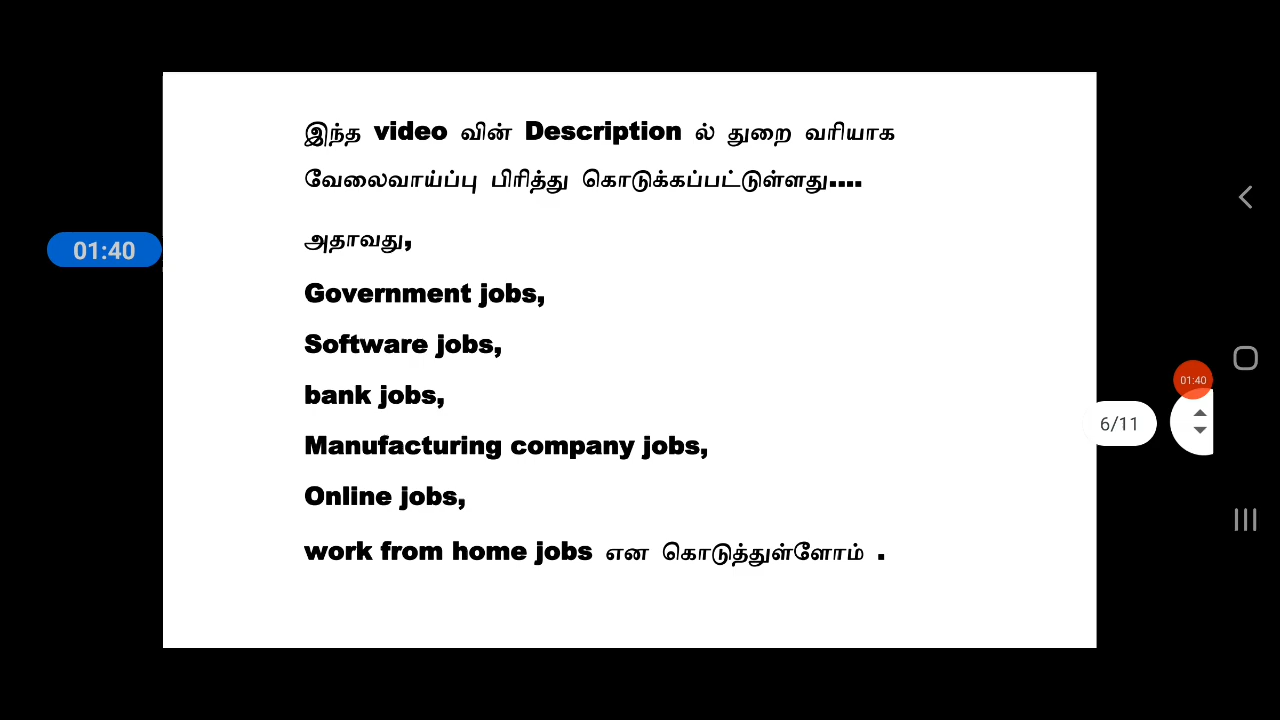 இந்த video வின் Description ல் துறை வரியாக
வேலைவாய்ப்பு பிரித்து கொடுக்கப்பட்டுள்ளது....
அதாவது,
01:40
Government jobs,
Software jobs,
bank jobs,
01:40
6/11
Manufacturing company jobs,
Online jobs,
work from home jobs என கொடுத்துள்ளோம் .